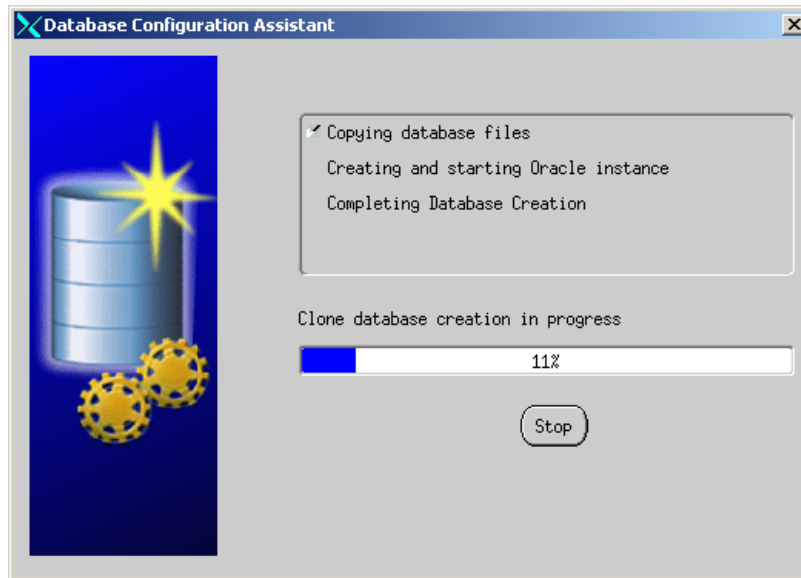 Database Configuration Assistant
Copying database files
Creating and starting Oracle instance
Completing Database Creation
Clone database creation in progress
11%
Stop